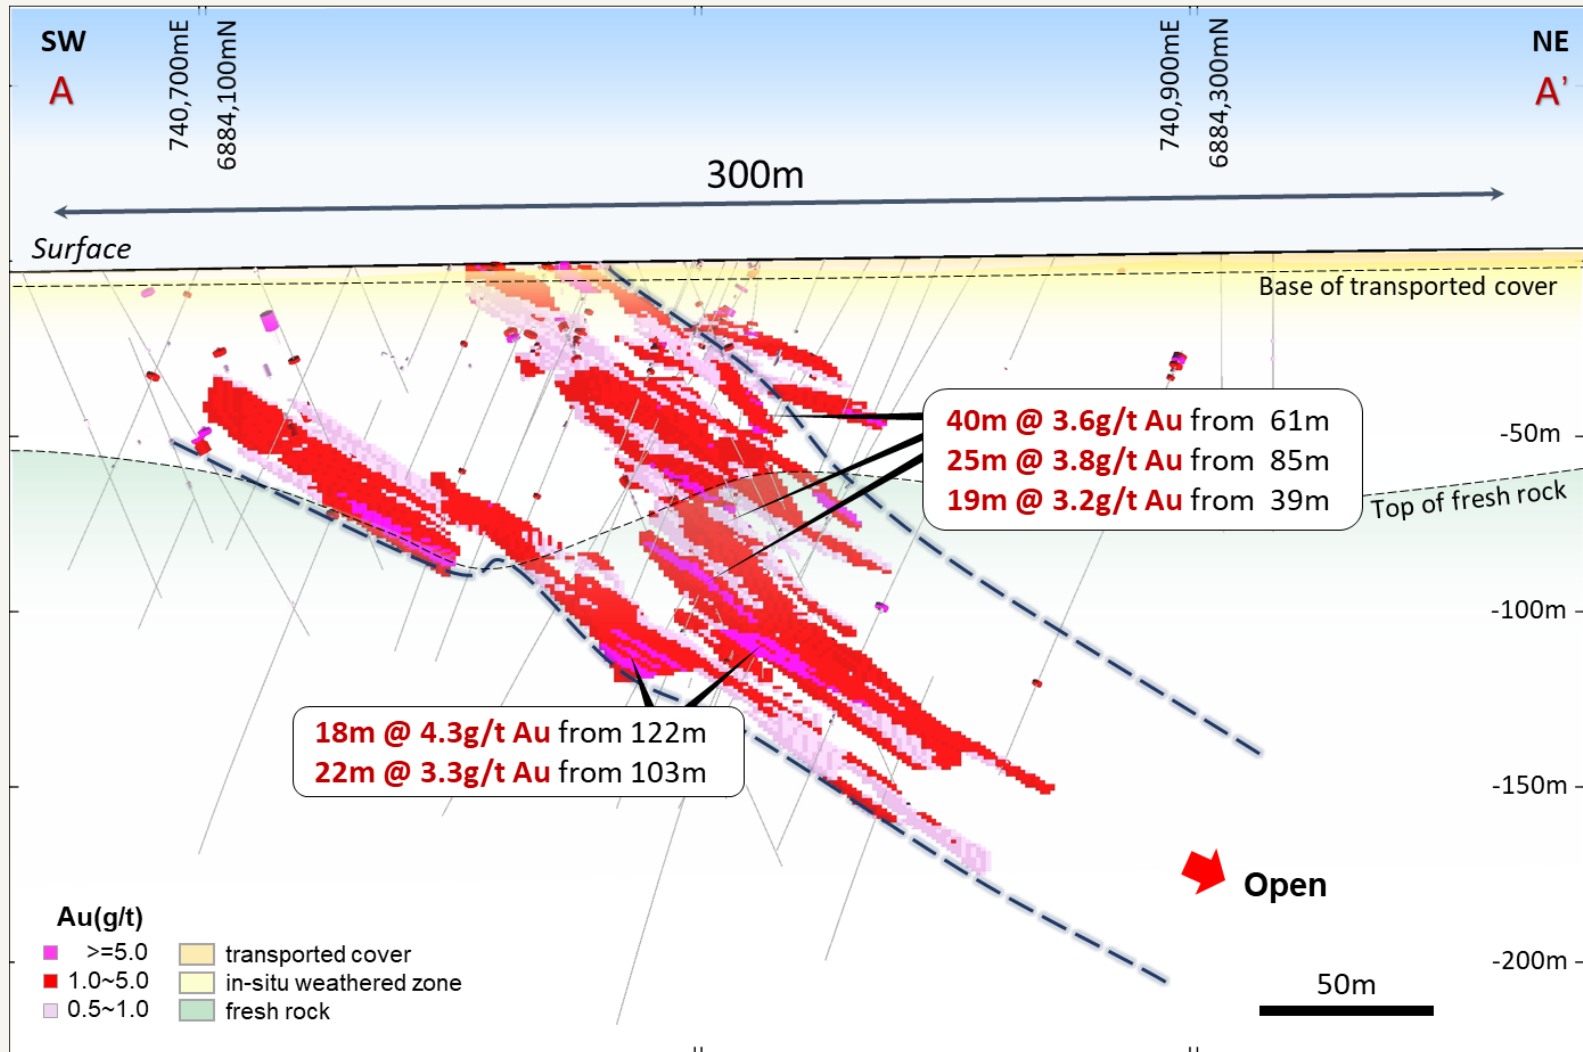 SW
A
740,700mE
6884,100mN
740,900mE
6884,300mN
NE
A'
300m
Surface
Base of transported cover
40m @ 3.6g/t Au from 61m
25m @ 3.8g/t Au from 85m
19m @ 3.2g/t Au from 39m
-50m
Top of fresh rock
-100m
18m @ 4.3g/t Au from 122m
22m @ 3.3g/t Au from 103m
-150m
Open
-200m
50m
Au(g/t)
>=5.0
1.0~5.0
0.5~1.0
transported cover
in-situ weathered zone
fresh rock